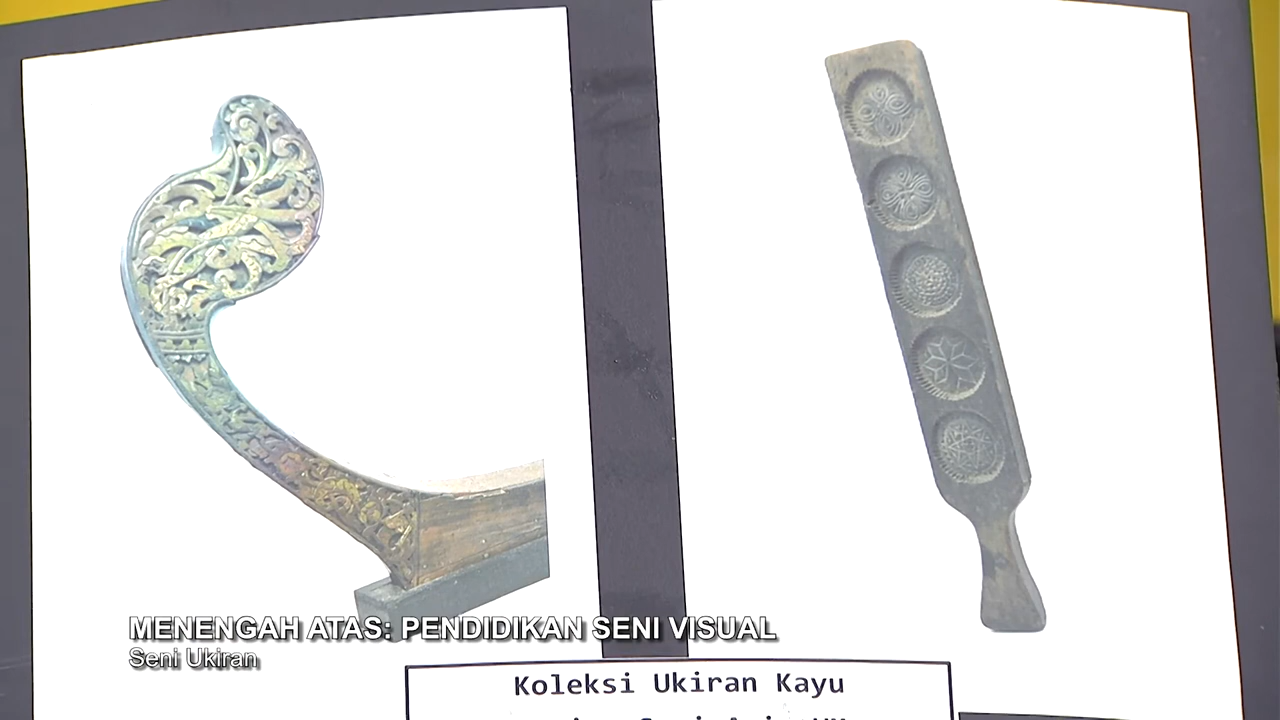 MENENGAH ATAS: PENDIDIKAN SENI VISUAL
Seni Ukiran
Koleksi Ukiran Kayu